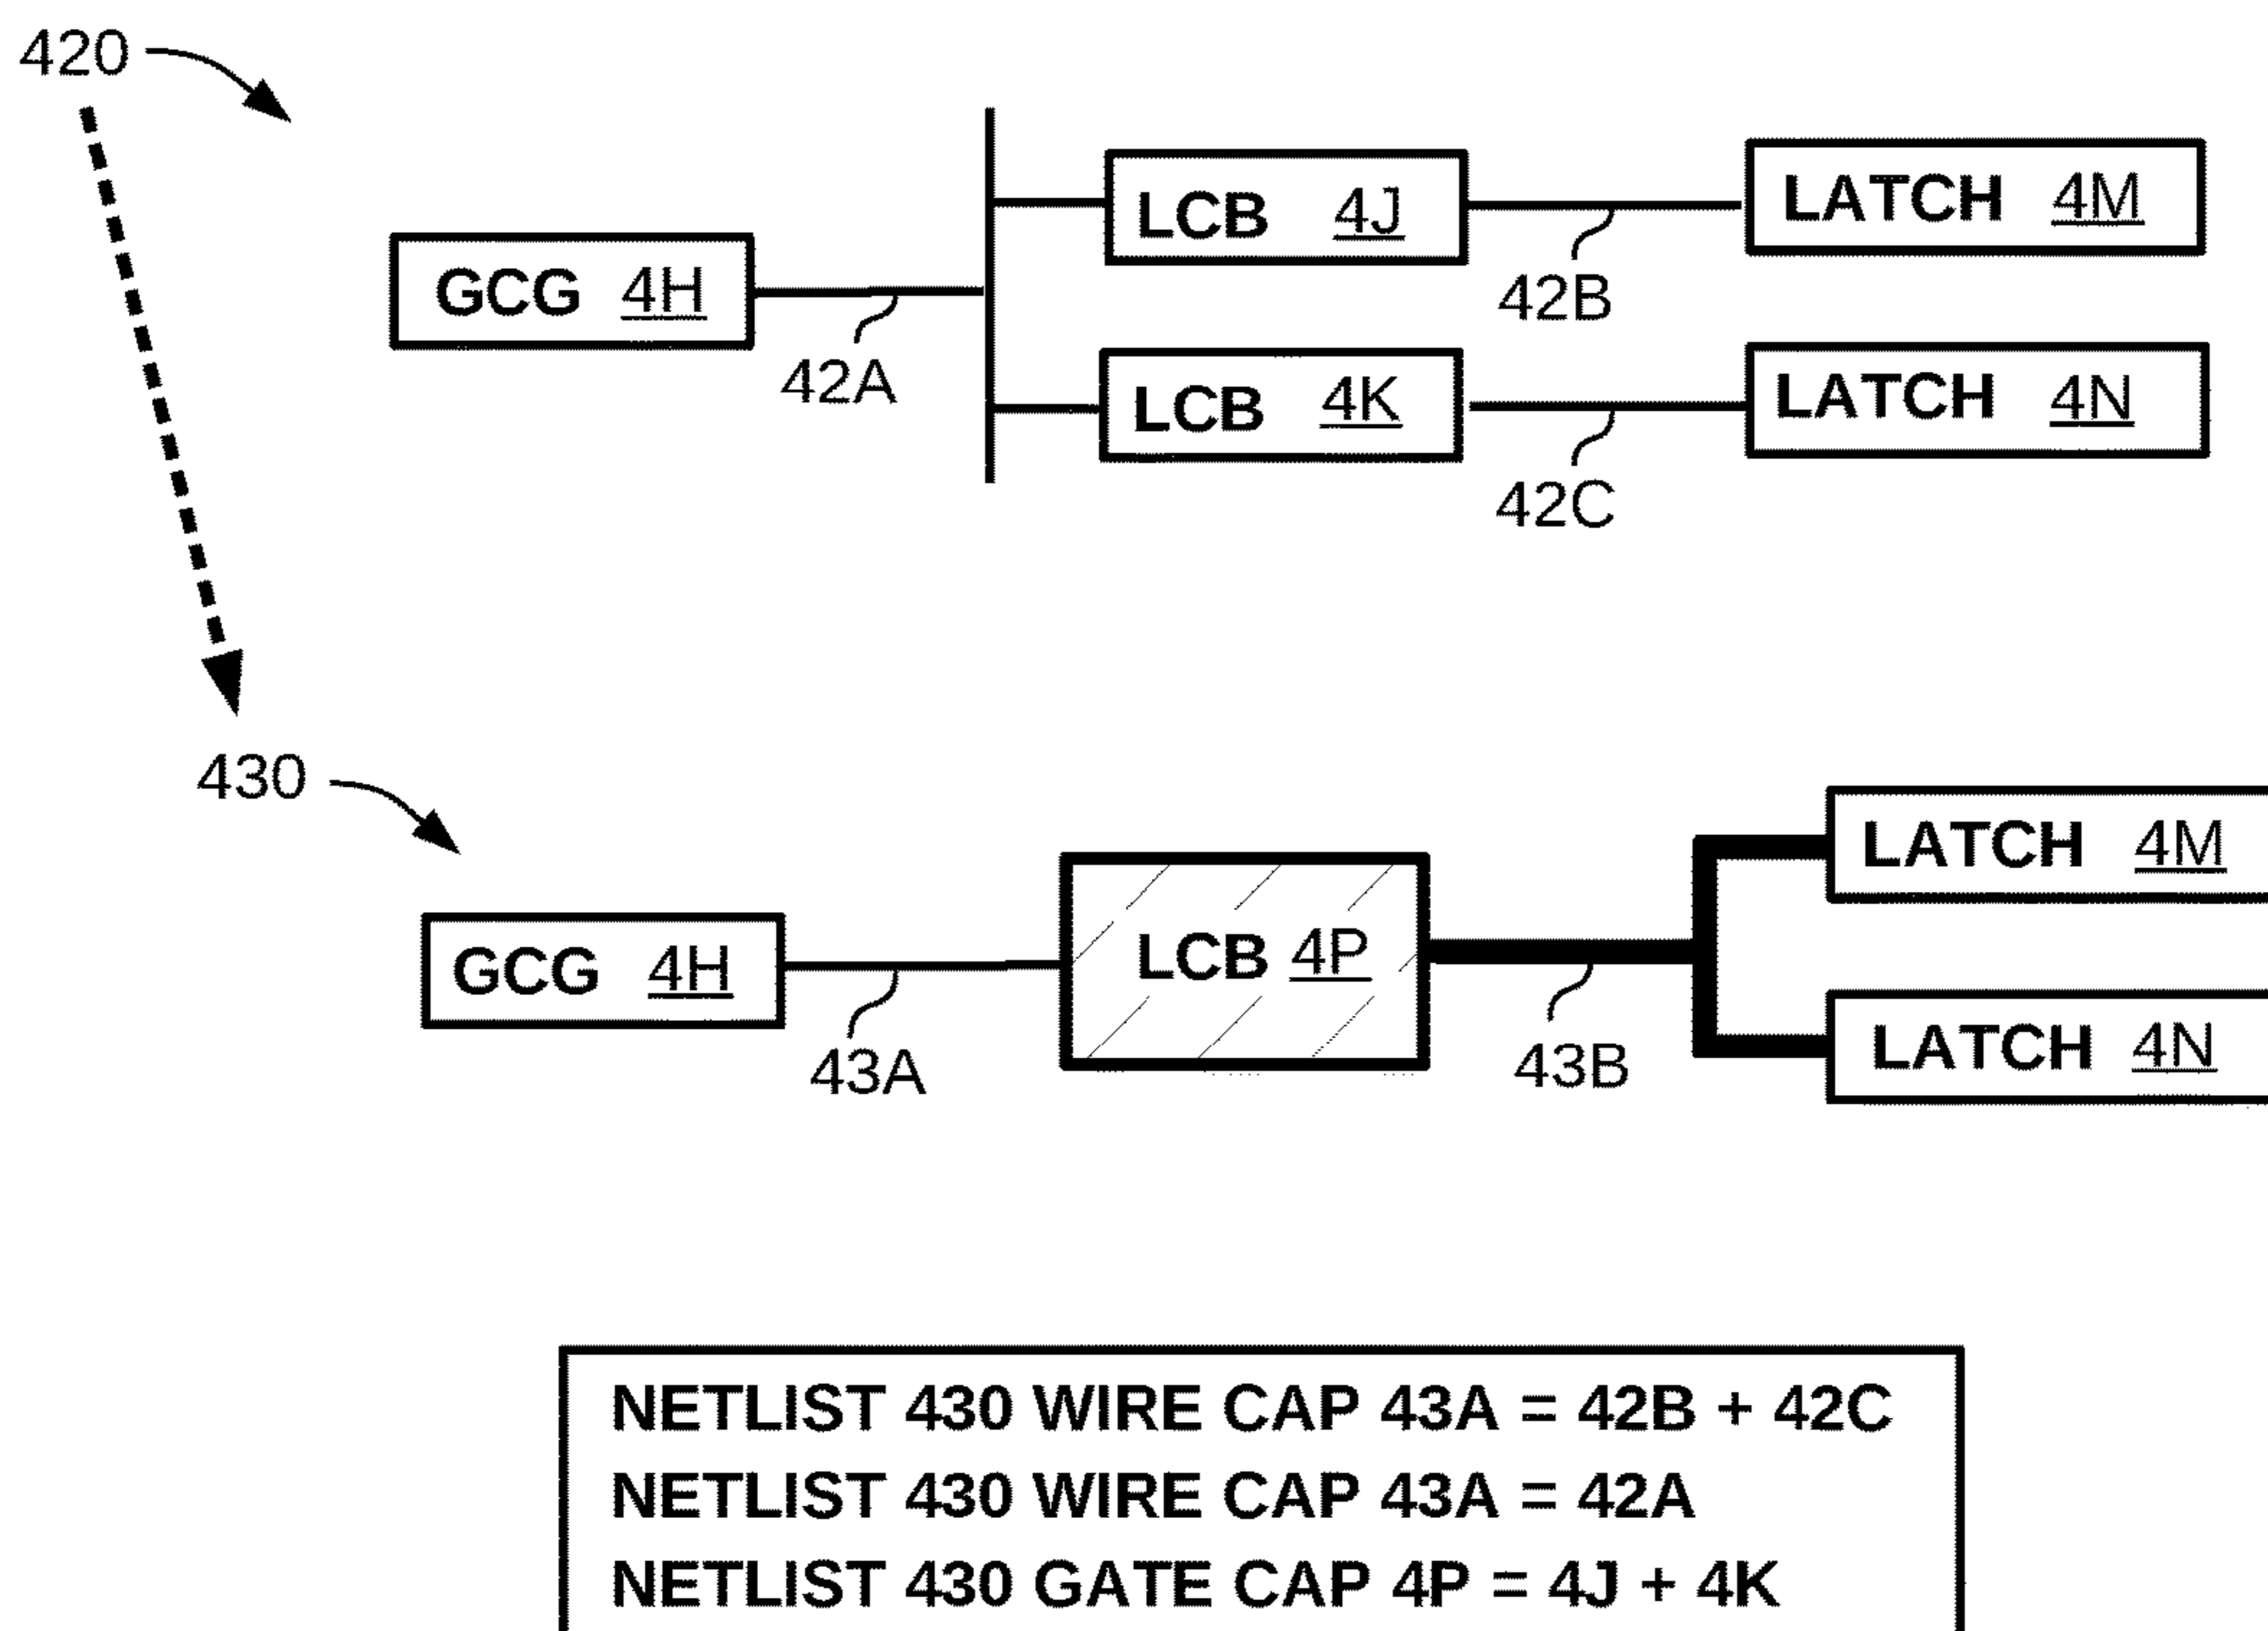 420
LCB 4J
LATCH 4M
GCG 4H
42B
42A
LCB 4K
LATCH 4N
42C
430
LATCH 4M
GCG 4H
LCB 4P
43A
43B
LATCH 4N
NETLIST 430 WIRE CAP 43A = 42B + 42C
NETLIST 430 WIRE CAP 43A = 42A
NETLIST 430 GATE CAP 4P = 4J + 4K